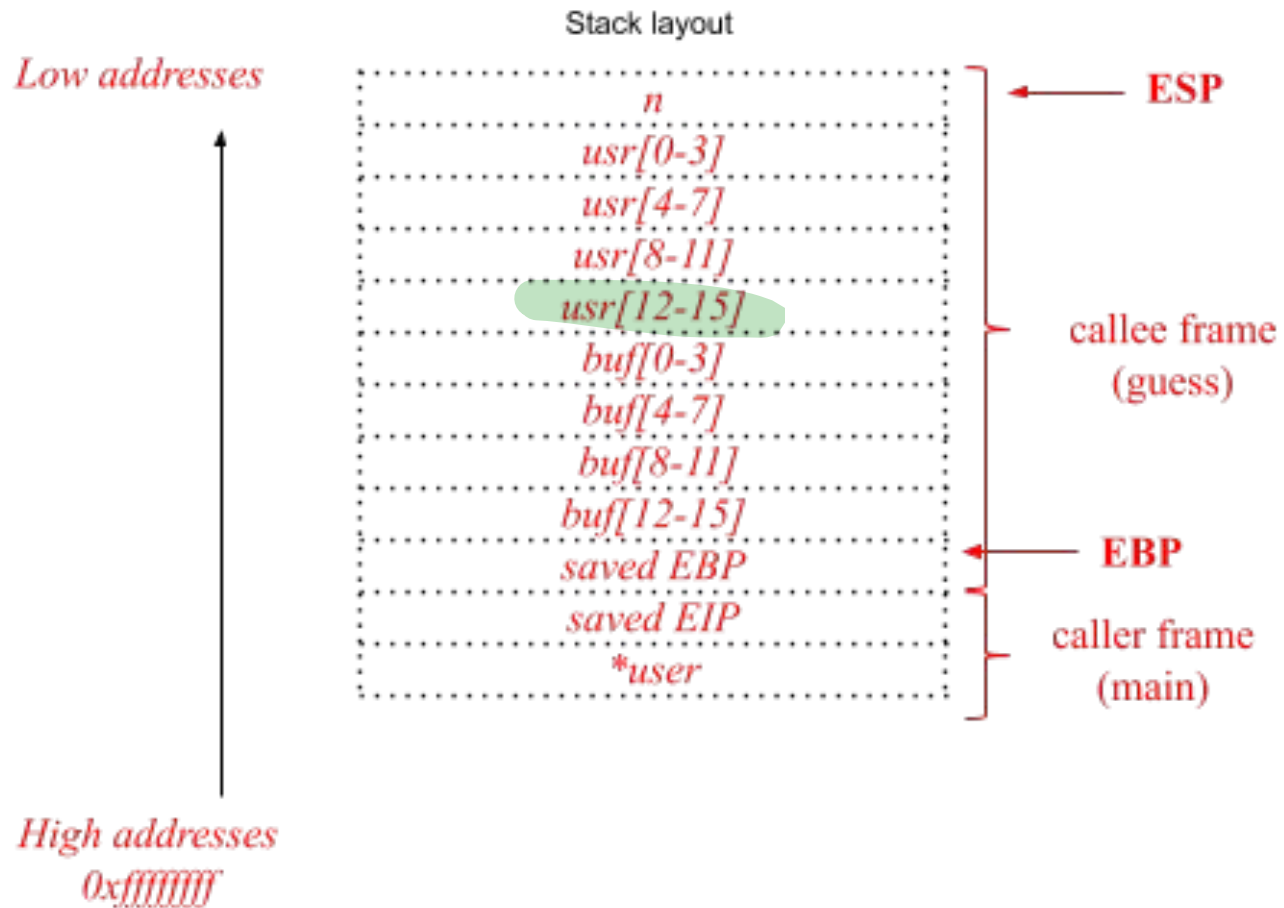 Stack layout
Low addresses
n
ESP
usr[0-3]
usr[4-7]
usr[8-11]
usr[12-15]
callee frame
(guess)
buf[0-3]
buf[4-7]
buf[8-11]
buf[12-15]
EBP
saved EBP
saved EIP
caller frame
(main)
*user
High addresses
0xffffffff